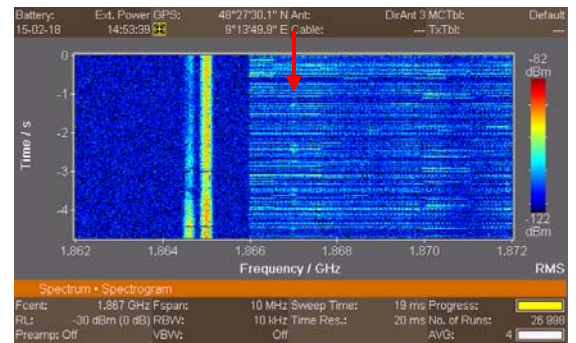 Battery: Ext. Power GPS: 48°27'30.1" N Ant: DirAnt 3 MCTbl: Default
15-02-18 14:53:39 9°13'49.9" E Cable: --- TxTbl: ---
0 -82
dBm
-1
-2
-3
-4
-122
dBm
Time / s
1.862 1.864 1.866 1.868 1.870 1.872
Frequency / GHz RMS
Spectrum • Spectrogram
Fcent: 1.867 GHz Fspan: 10 MHz Sweep Time: 19 ms Progress:
RL: -30 dBm (0 dB) RBW: 10 kHz Time Res.: 20 ms No. of Runs: 26 998
Preamp: Off VBW: Off AVG: 4